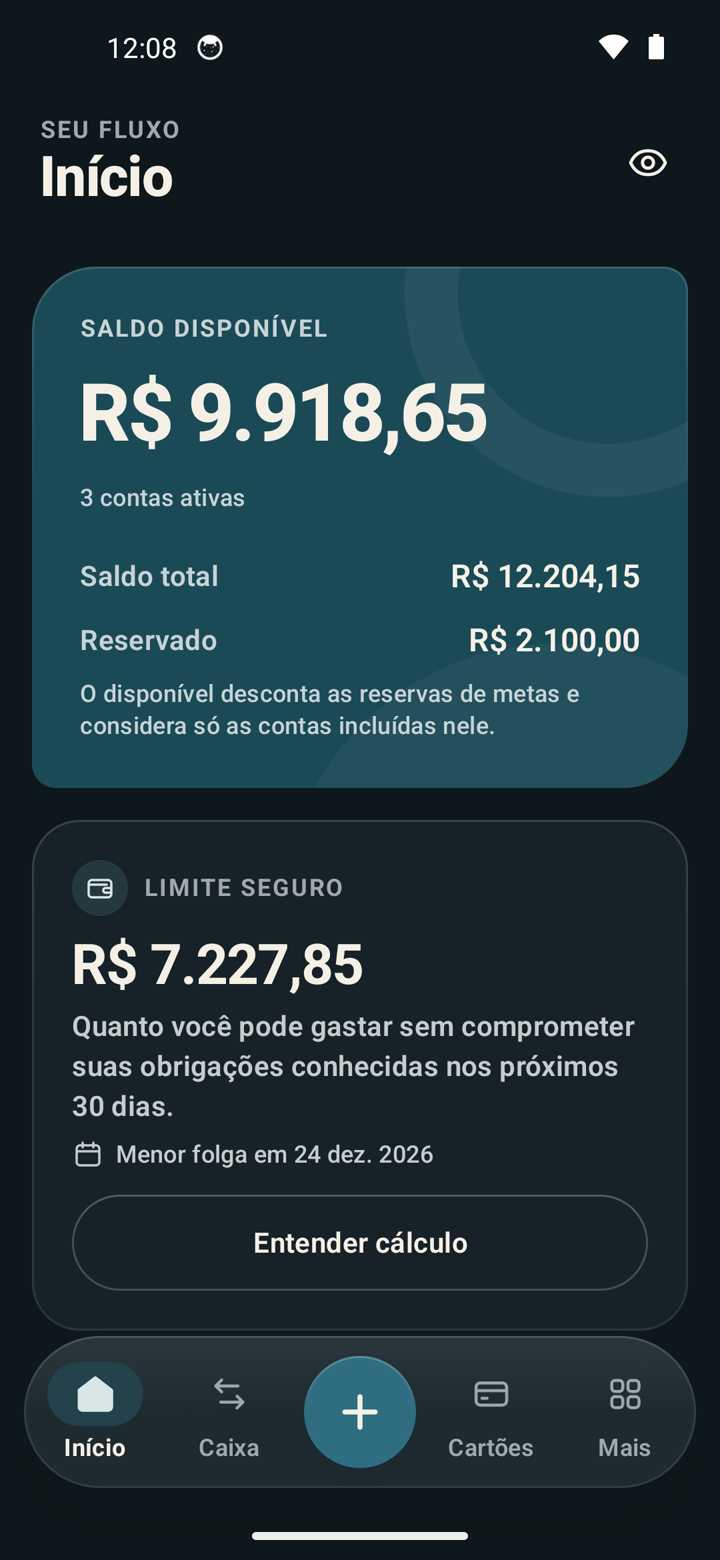 12:08
SEU FLUXO
Início
SALDO DISPONÍVEL
R$ 9.918,65
3 contas ativas
Saldo total R$ 12.204,15
Reservado R$ 2.100,00
O disponível desconta as reservas de metas e
considera só as contas incluídas nele.
LIMITE SEGURO
R$ 7.227,85
Quanto você pode gastar sem comprometer
suas obrigações conhecidas nos próximos
30 dias.
Menor folga em 24 dez. 2026
Entender cálculo
Início Caixa Cartões Mais